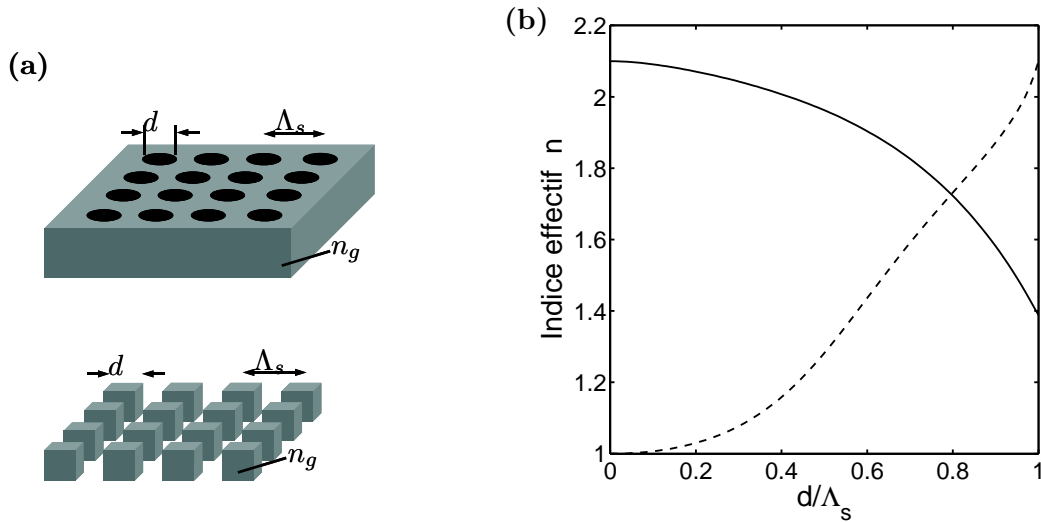 (a)
d
Λs
ng
d
Λs
ng
(b)
2.2
2
1.8
1.6
1.4
1.2
1
Indice effectif n
0
0.2
0.4
0.6
0.8
1
d/Λs